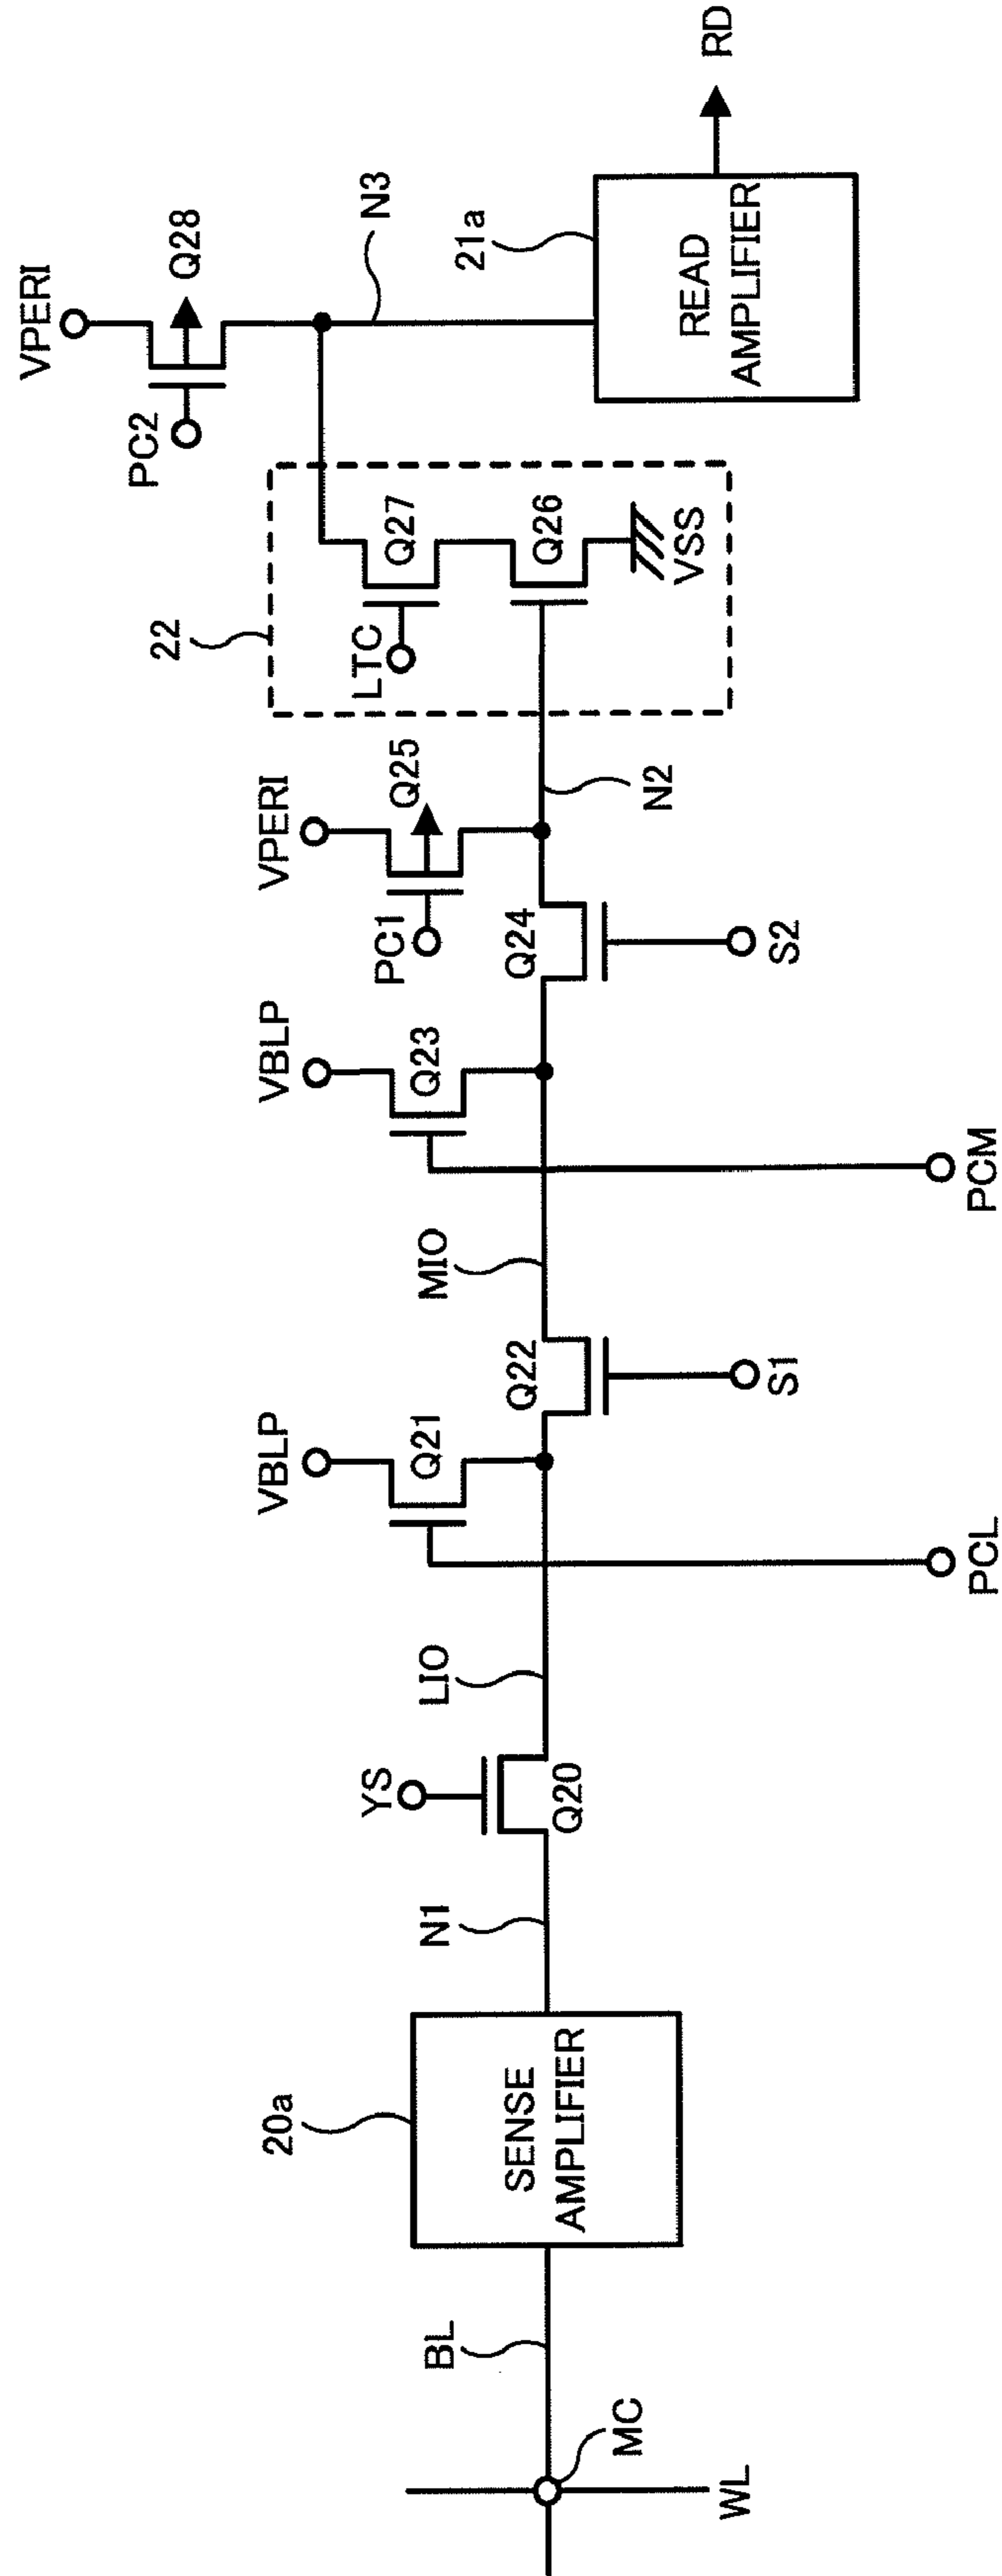 WL
MC
BL
20a
SENSE
AMPLIFIER
N1
YS
Q20
LIO
PCL
VBLP
Q21
Q22
S1
MIO
PCM
VBLP
Q23
Q24
S2
VPERI
PC1
Q25
N2
22
LTC
Q27
Q26
VSS
VPERI
PC2
Q28
N3
21a
READ
AMPLIFIER
RD